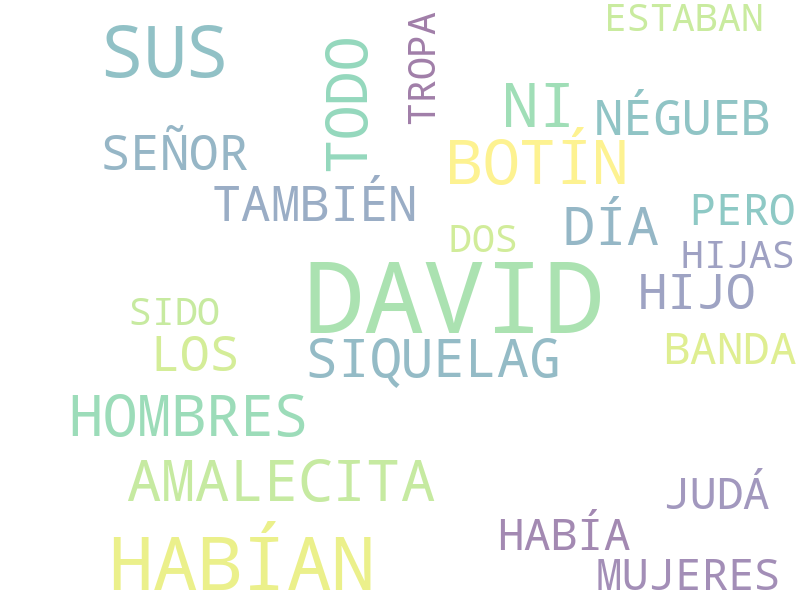 ESTABAN
SUS
TROPA
TODO
NI
NÉGUEB
SEÑOR
BOTÍN
TAMBIÉN
DÍA
PERO
DOS
HIJAS
DAVID
HIJO
SIDO
LOS
SIQUELAG
BANDA
HOMBRES
AMALECITA
JUDÁ
HABÍA
HABÍAN
MUJERES